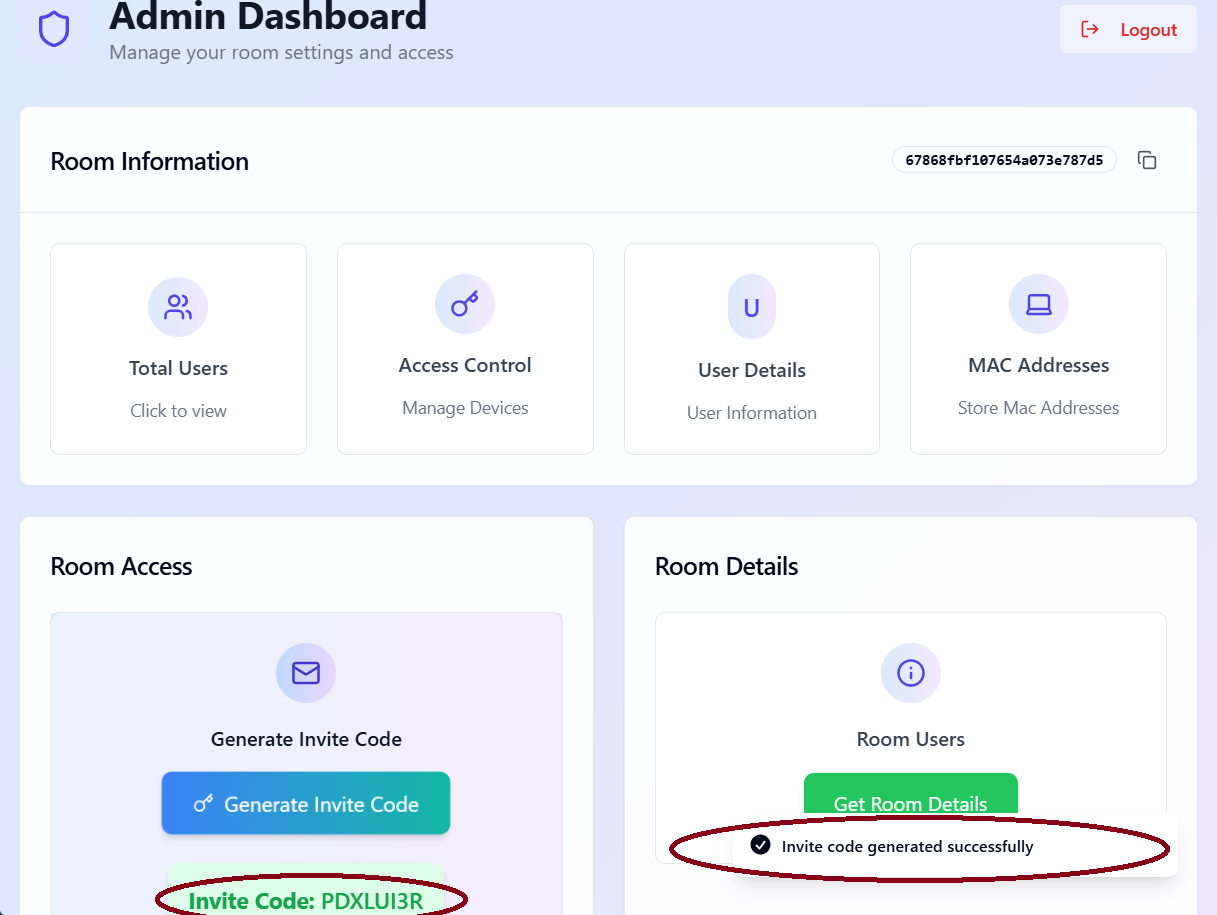 Admin Dashboard
Manage your room settings and access
Logout
Room Information
67868fbf107654a073e787d5
Total Users
Click to view
Access Control
Manage Devices
U
User Details
User Information
MAC Addresses
Store Mac Addresses
Room Access
Generate Invite Code
Generate Invite Code
Invite Code: PDXLUI3R
Room Details
Room Users
Get Room Details
Invite code generated successfully